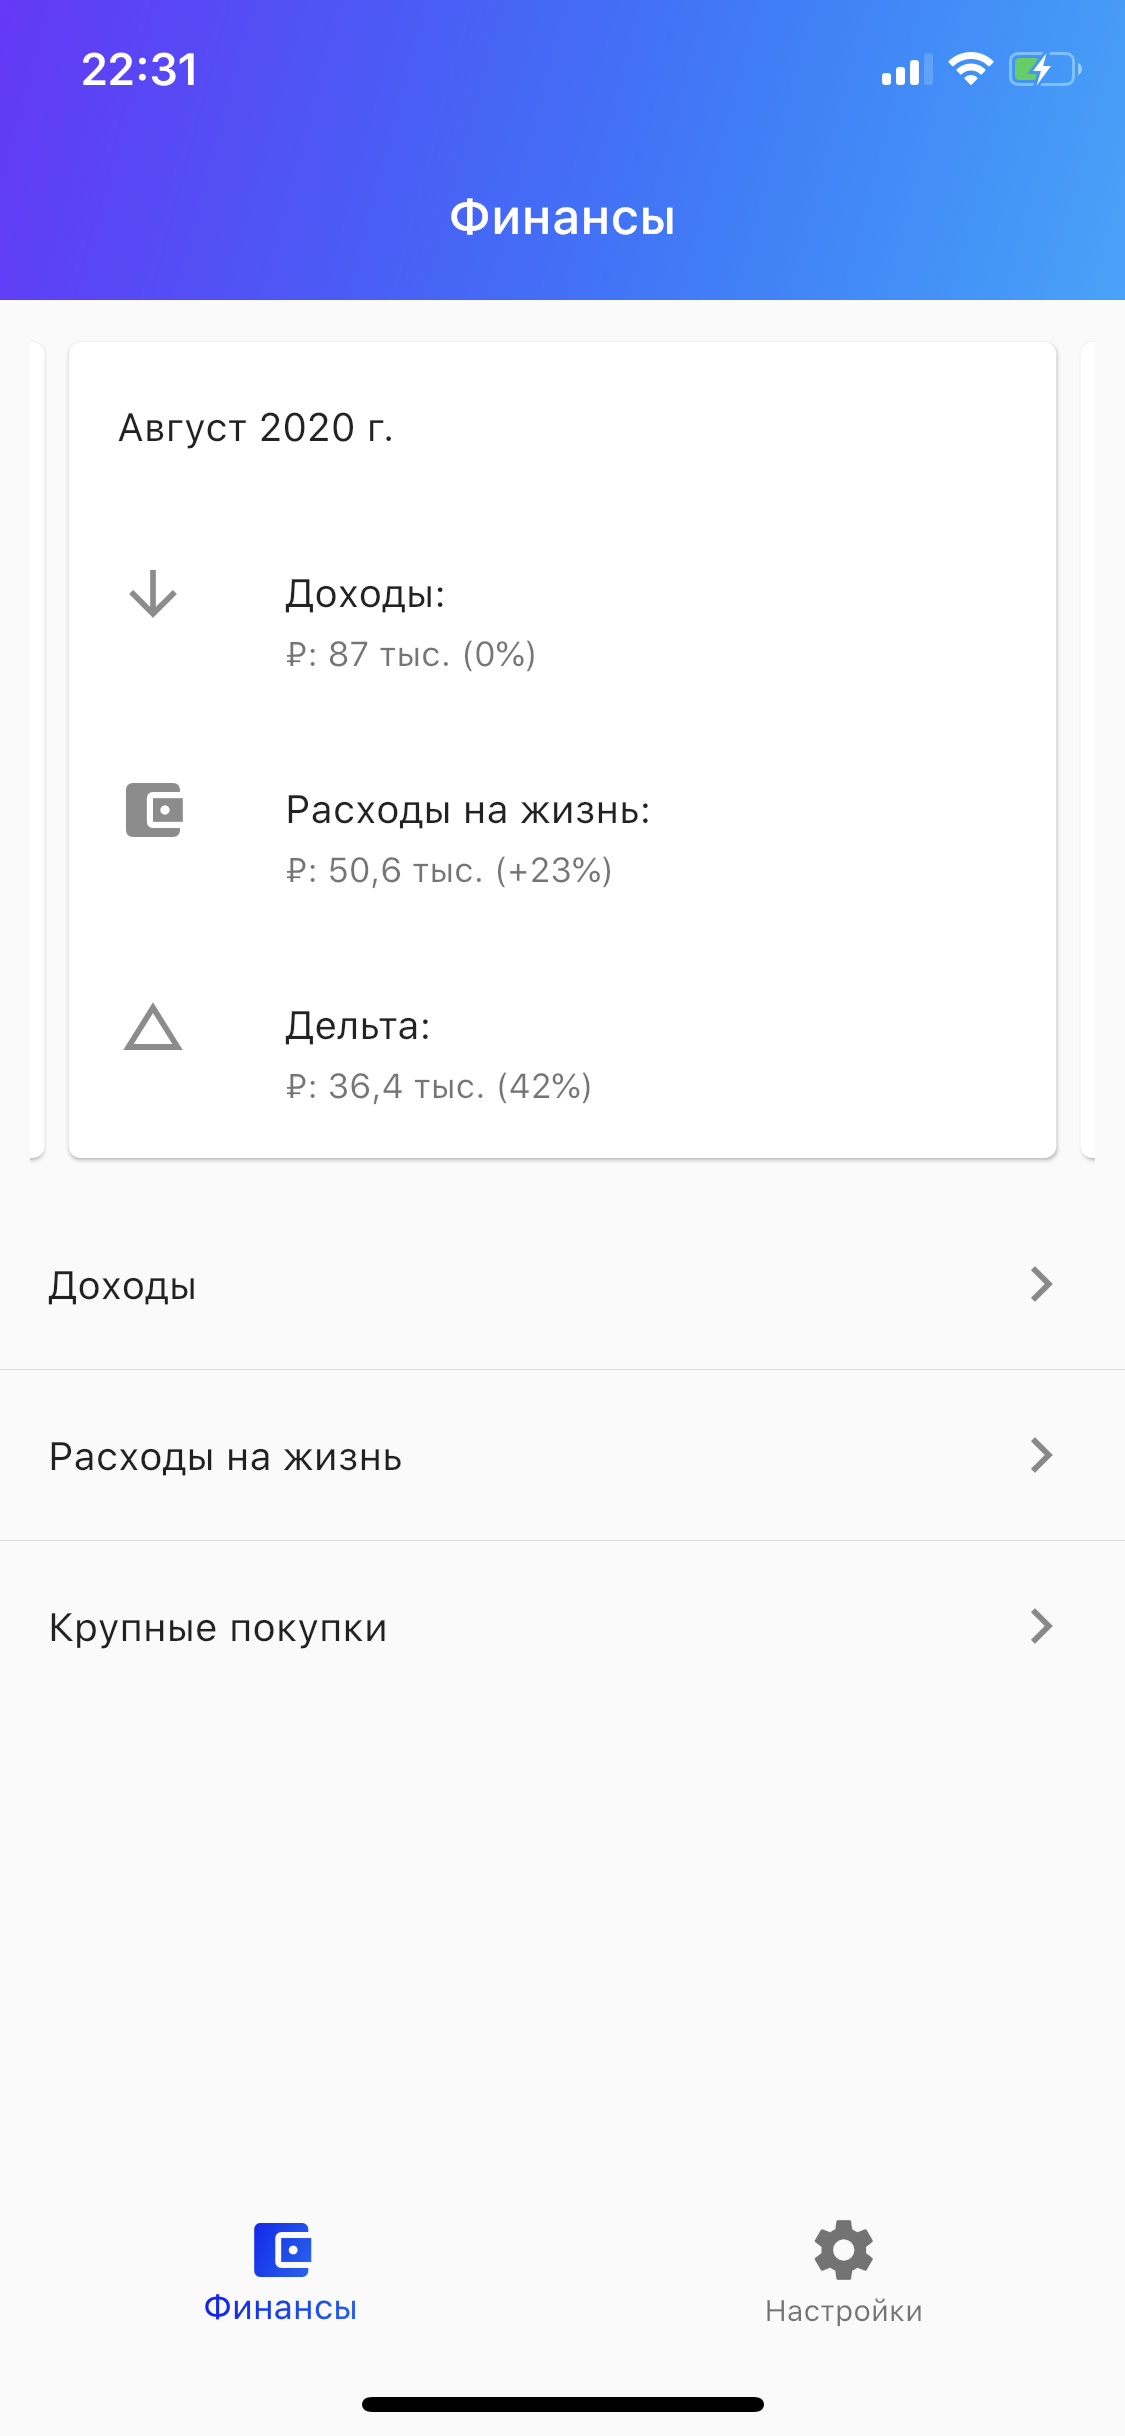 22:31
Финансы
Август 2020 г.
Доходы:
₽: 87 тыс. (0%)
Расходы на жизнь:
₽: 50,6 тыс. (+23%)
Дельта:
₽: 36,4 тыс. (42%)
Доходы
Расходы на жизнь
Крупные покупки
Финансы
Настройки